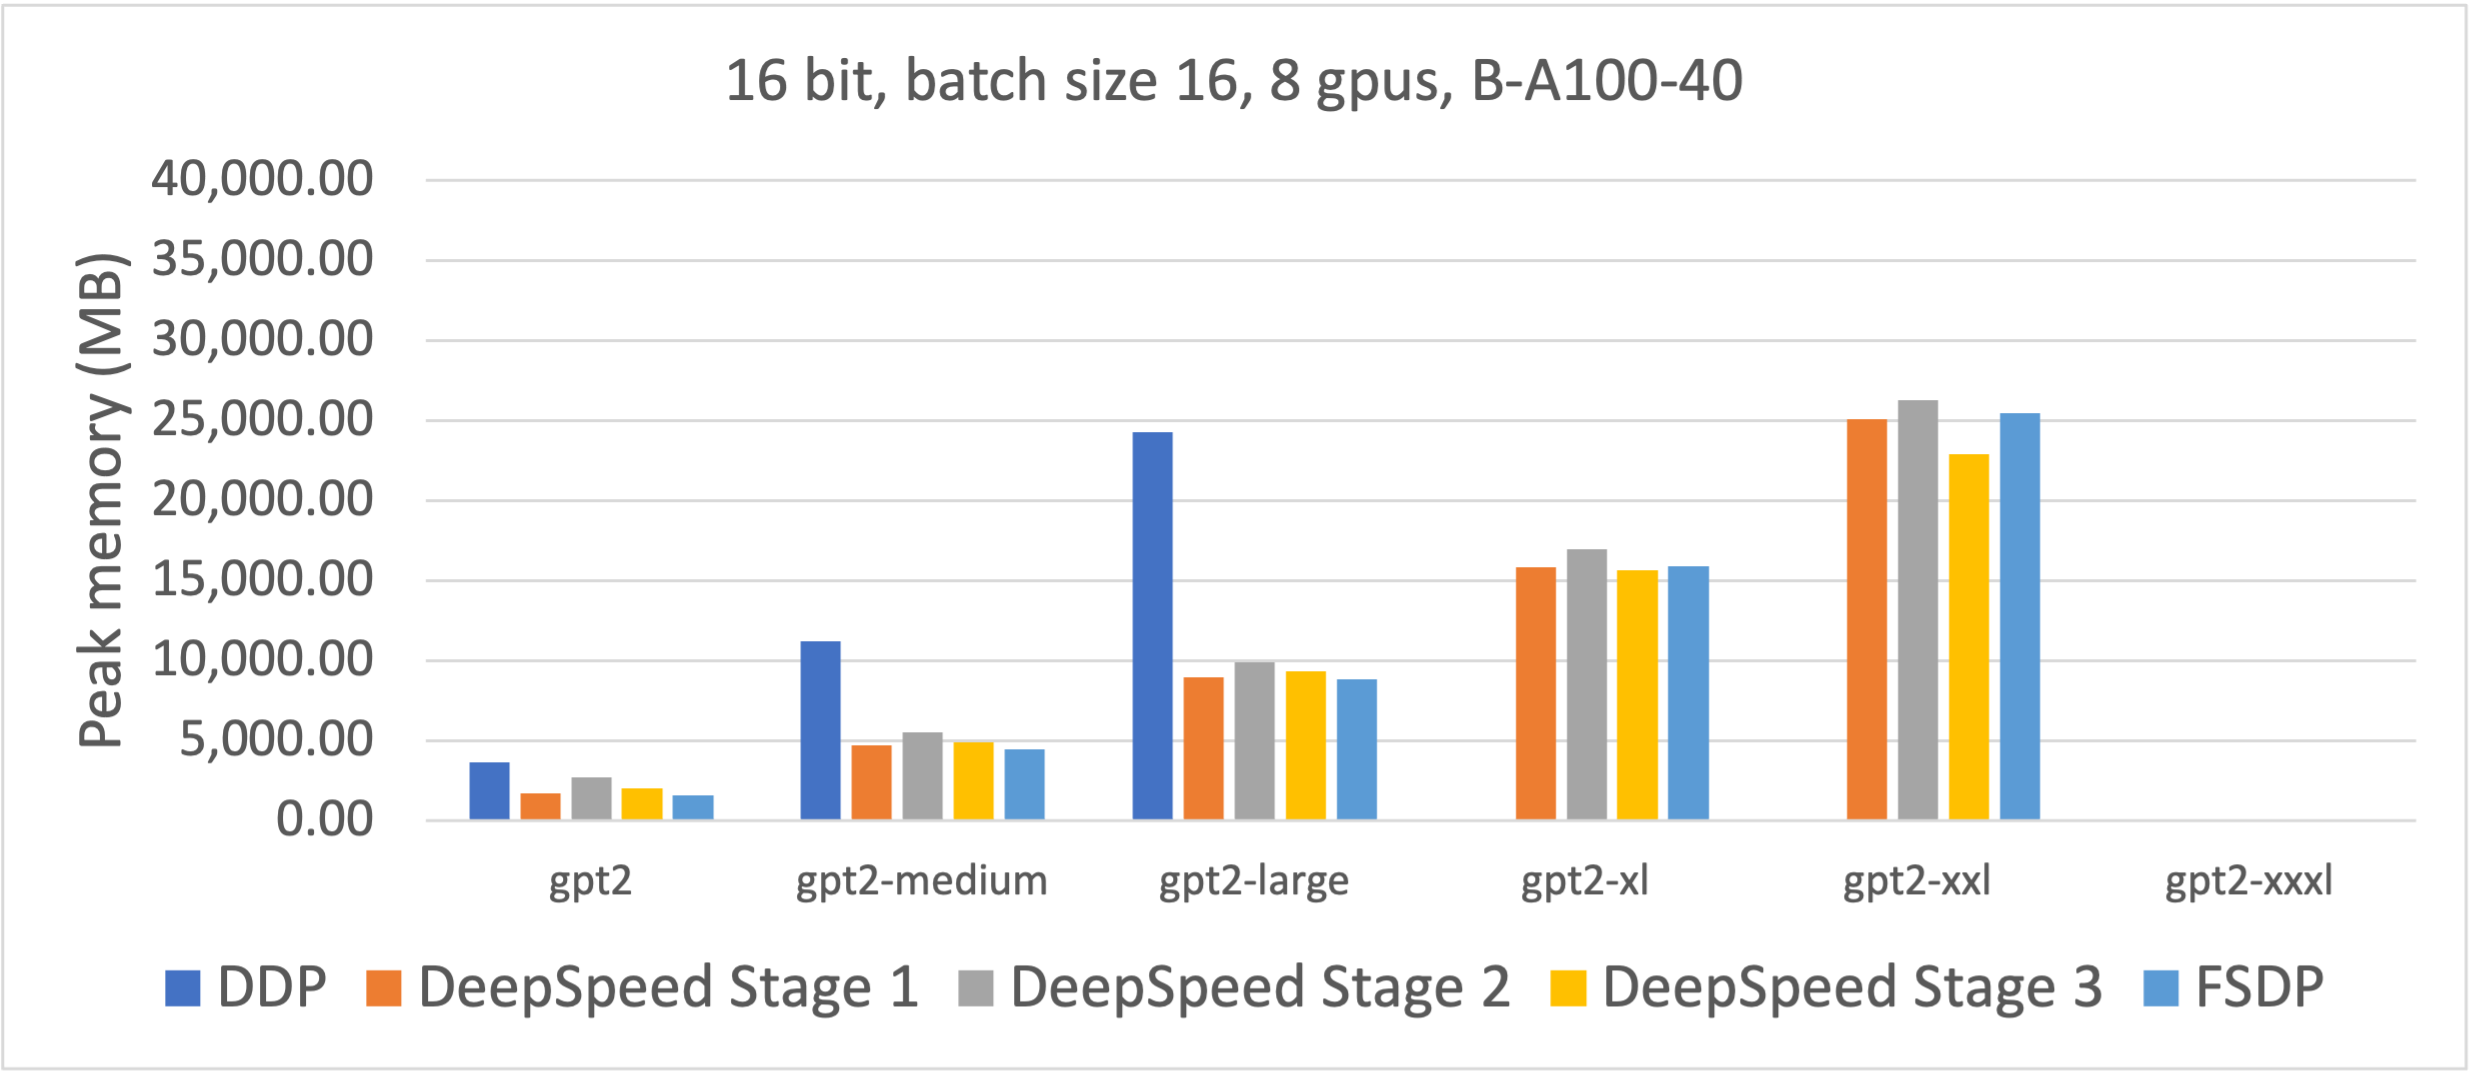 16 bit, batch size 16, 8 gpus, B-A100-40
Peak memory (MB)
40,000.00
35,000.00
30,000.00
25,000.00
20,000.00
15,000.00
10,000.00
5,000.00
0.00
gpt2 gpt2-medium gpt2-large gpt2-xl gpt2-xxl gpt2-xxxl
DDP DeepSpeed Stage 1 DeepSpeed Stage 2 DeepSpeed Stage 3 FSDP